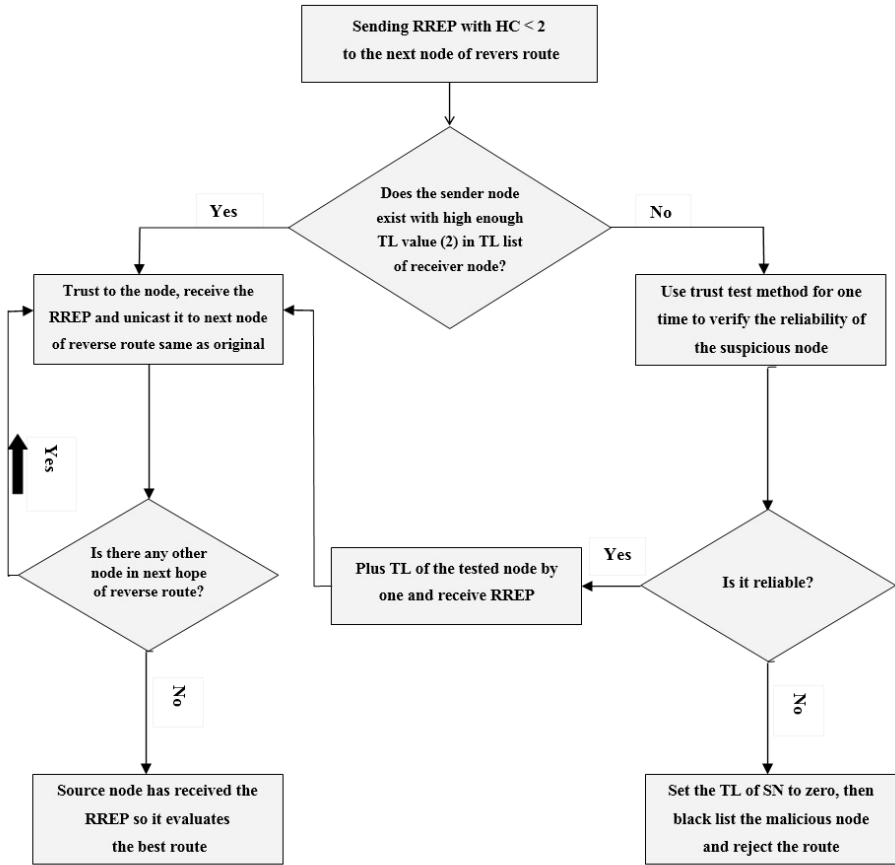 Sending RREP with HC < 2
to the next node of revers route
Does the sender node
exist with high enough
TL value (2) in TL list
of receiver node?
Yes
No
Trust to the node, receive the
RREP and unicast it to next node
of reverse route same as original
Use trust test method for one
time to verify the reliability of
the suspicious node
Yes
Is there any other
node in next hope
of reverse route?
Plus TL of the tested node by
one and receive RREP
Yes
Is it reliable?
No
No
Source node has received the
RREP so it evaluates
the best route
Set the TL of SN to zero, then
black list the malicious node
and reject the route